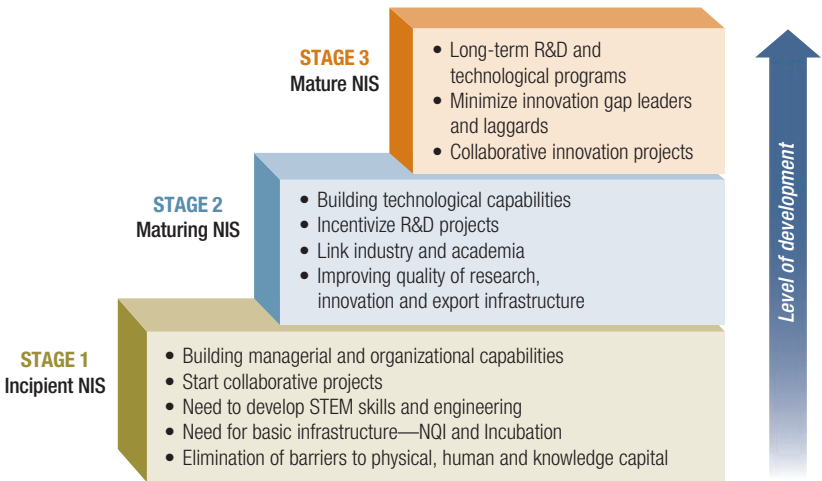 STAGE 3
Mature NIS
• Long-term R&D and
technological programs
• Minimize innovation gap leaders
and laggards
• Collaborative innovation projects
STAGE 2
Maturing NIS
• Building technological capabilities
• Incentivize R&D projects
• Link industry and academia
• Improving quality of research,
innovation and export infrastructure
STAGE 1
Incipient NIS
• Building managerial and organizational capabilities
• Start collaborative projects
• Need to develop STEM skills and engineering
• Need for basic infrastructure—NQI and Incubation
• Elimination of barriers to physical, human and knowledge capital
Level of development